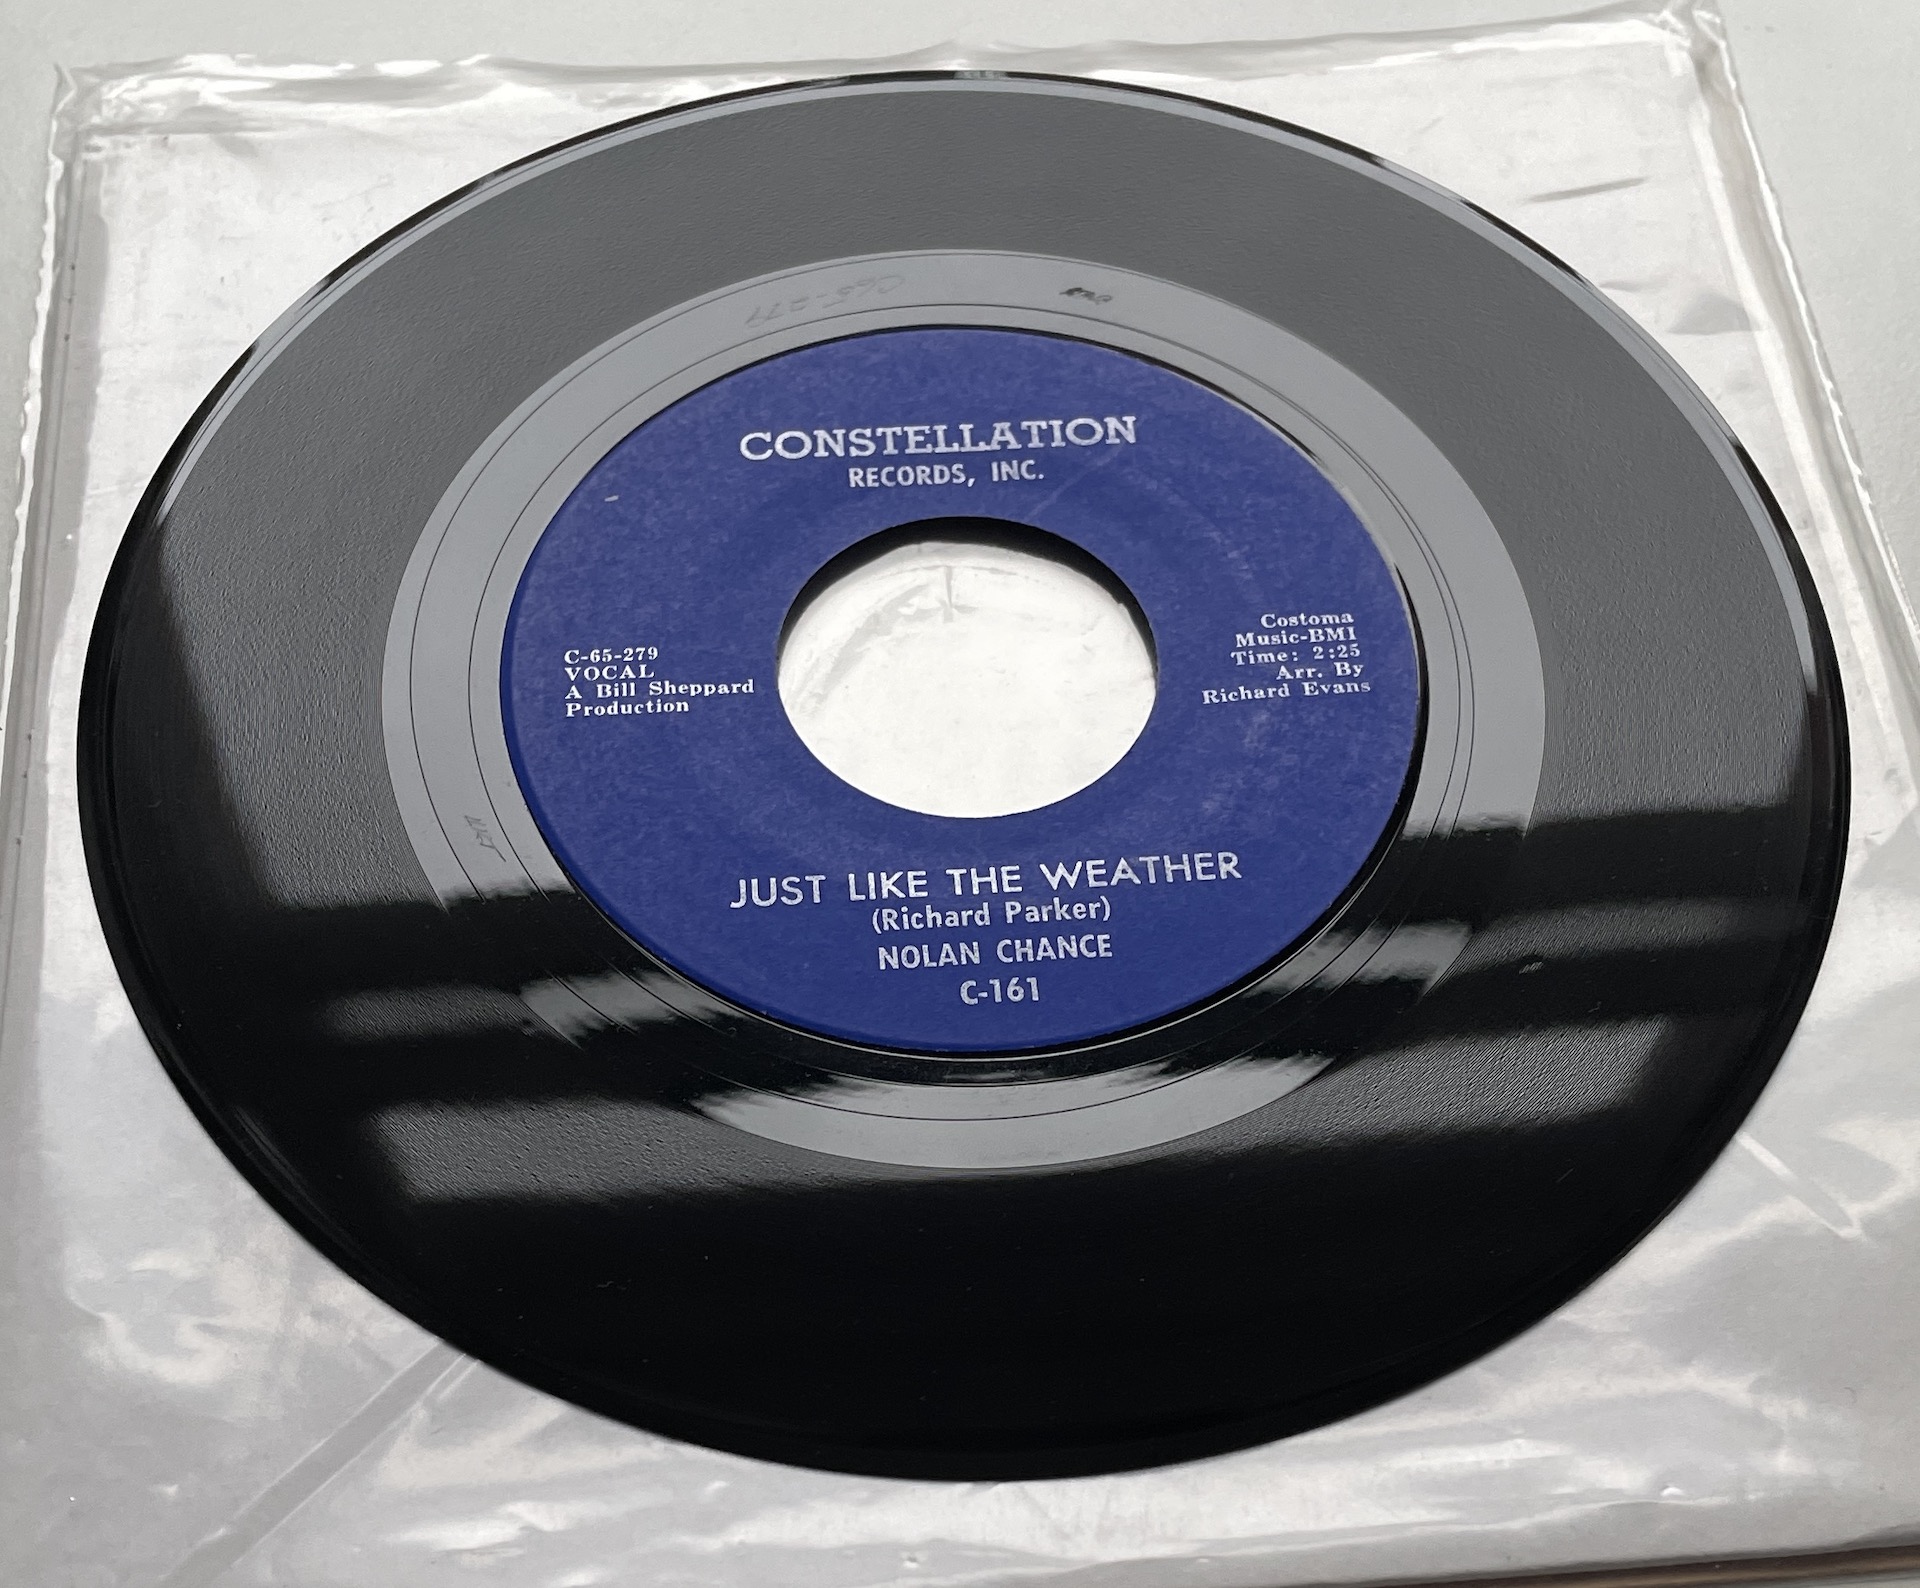 CONSTELLATION
RECORDS, INC.
C-65-279
VOCAL
A Bill Sheppard
Production
Costoma
Music-BMI
Time: 2:25
Arr. By
Richard Evans
JUST LIKE THE WEATHER
(Richard Parker)
NOLAN CHANCE
C-161